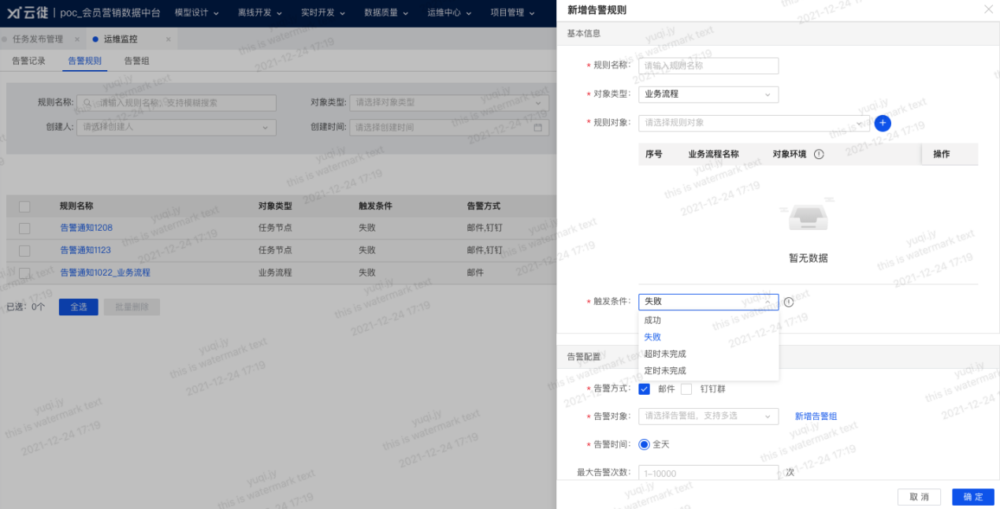 云徙 | poc_会员营销数据中台 模型设计 离线开发 实时开发 数据质量 运维中心 项目管理
任务发布管理 × 运维监控 ×
告警记录 告警规则 告警组
规则名称: 请输入规则名称，支持模糊搜索 对象类型: 请选择对象类型
创建人: 请选择创建人 创建时间: 请选择创建时间
规则名称 对象类型 触发条件 告警方式
告警通知1208 任务节点 失败 邮件,钉钉
告警通知1123 任务节点 失败 邮件,钉钉
告警通知1022_业务流程 业务流程 失败 邮件
已选：0个 全选 批量删除
新增告警规则
基本信息
* 规则名称： 请输入规则名称
* 对象类型： 业务流程
* 规则对象： 请选择规则对象
序号 业务流程名称 对象环境 操作
暂无数据
* 触发条件： 失败
成功
失败
超时未完成
定时未完成
告警配置
* 告警方式： 邮件 钉钉群
* 告警对象： 请选择告警组，支持多选 新增告警组
* 告警时间： 全天
最大告警次数： 1-10000 次
取 消 确 定
yuqi.jy
this is watermark text
2021-12-24 17:19